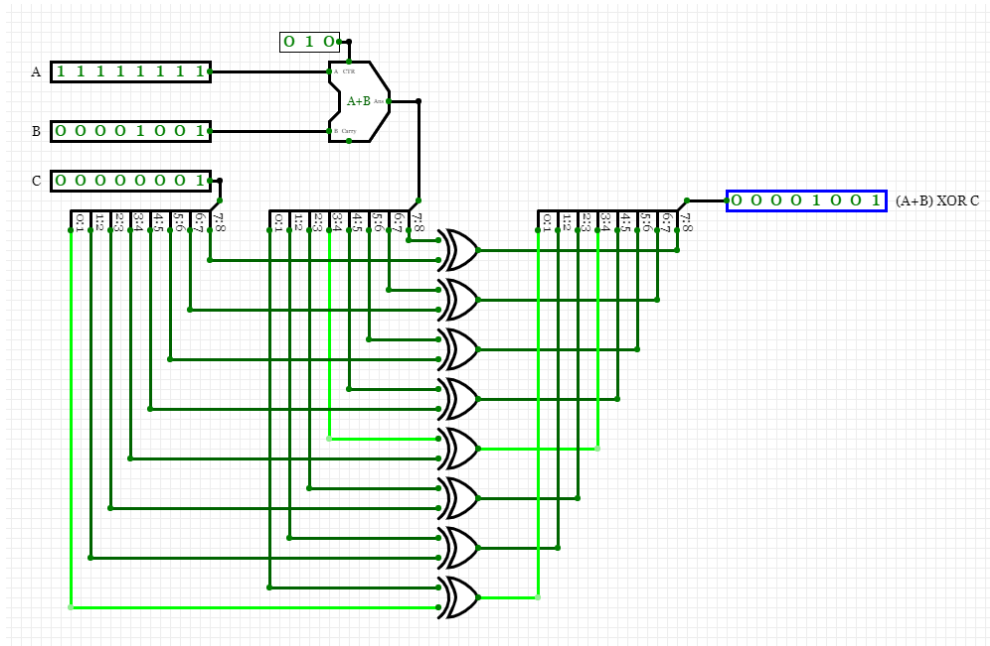 0 1 0
A 1 1 1 1 1 1 1 1
A CTR
A+B Ans
B 0 0 0 0 1 0 0 1
B Carry
C 0 0 0 0 0 0 0 1
0 0 0 0 1 0 0 1 (A+B) XOR C
0:1 1:2 2:3 3:4 4:5 5:6 6:7 7:8
0:1 1:2 2:3 3:4 4:5 5:6 6:7 7:8
0:1 1:2 2:3 3:4 4:5 5:6 6:7 7:8